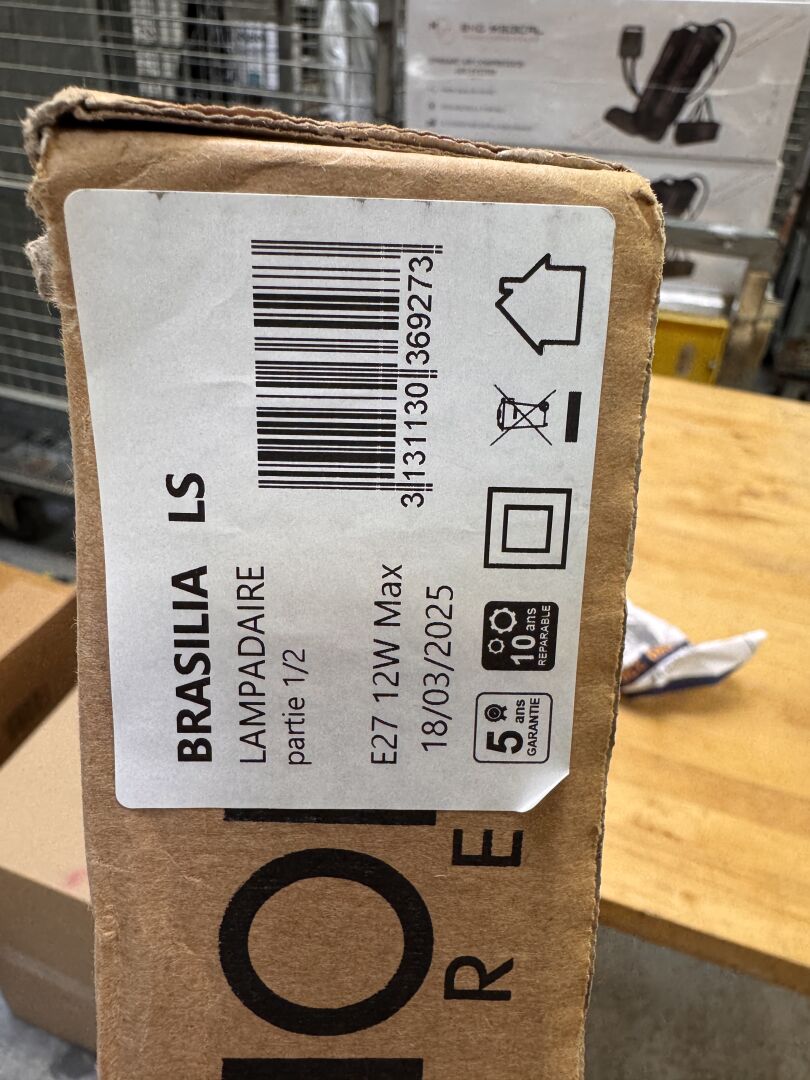 BRASILIA LS
LAMPADAIRE
partie 1/2
E27 12W Max
18/03/2025
3 131130 369273
5 ans
GARANTIE
10 ans
REPARABLE
O
R E